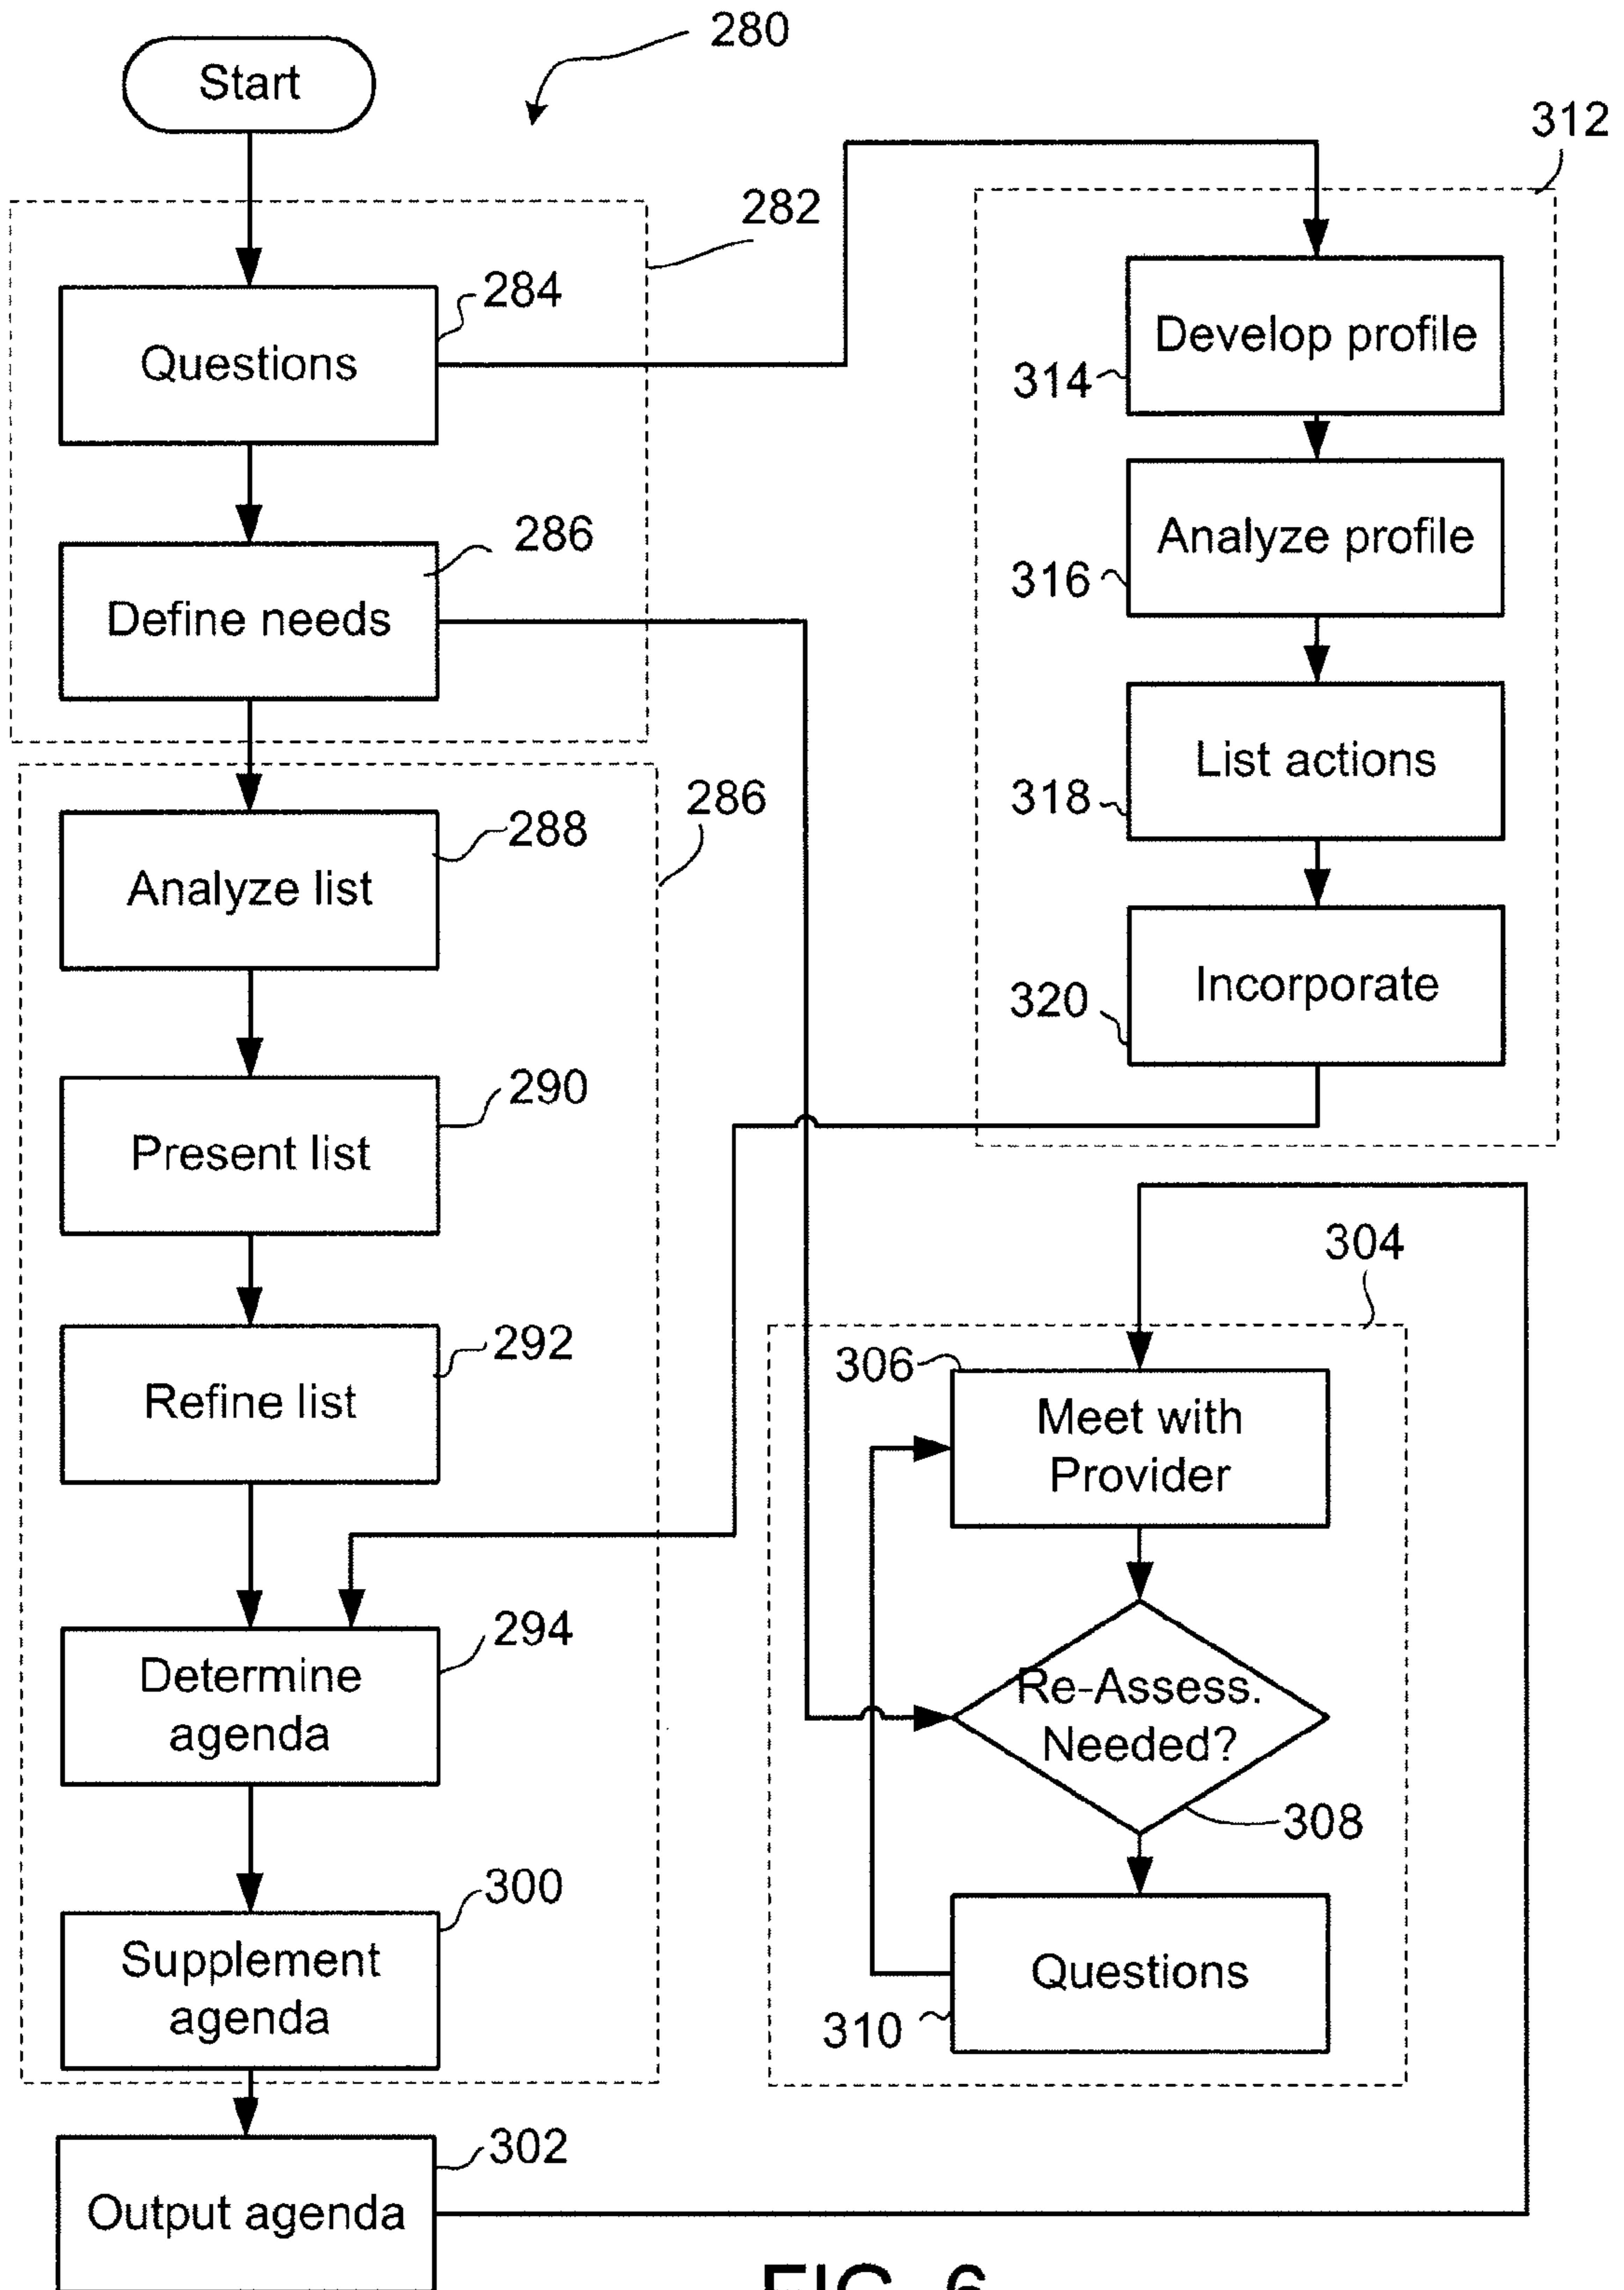 280
Start
312
282
284
Questions
Develop profile
314
286
Define needs
Analyze profile
316
286
288
Analyze list
List actions
318
290
Present list
Incorporate
320
304
292
Refine list
306
Meet with
Provider
294
Determine
agenda
Re-Assess.
Needed?
308
300
Supplement
agenda
Questions
310
302
Output agenda
FIG. 6